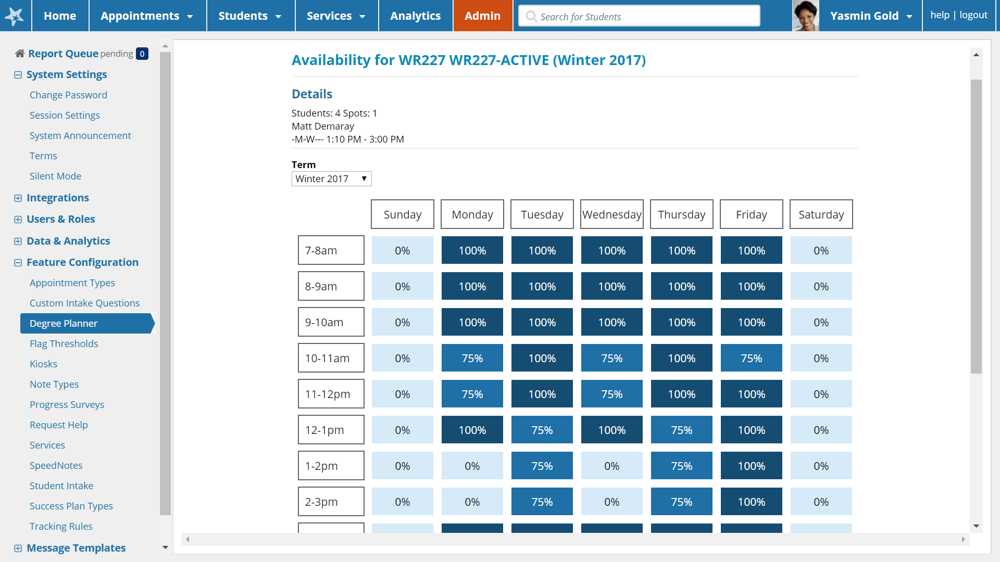 Home
Appointments
Students
Services
Analytics
Admin
Search for Students
Yasmin Gold
help | logout
Report Queue pending 0
System Settings
Change Password
Session Settings
System Announcement
Terms
Silent Mode
Integrations
Users & Roles
Data & Analytics
Feature Configuration
Appointment Types
Custom Intake Questions
Degree Planner
Flag Thresholds
Kiosks
Note Types
Progress Surveys
Request Help
Services
SpeedNotes
Student Intake
Success Plan Types
Tracking Rules
Message Templates
Availability for WR227 WR227-ACTIVE (Winter 2017)
Details
Students: 4 Spots: 1
Matt Demaray
-M-W--- 1:10 PM - 3:00 PM
Term
Winter 2017
Sunday Monday Tuesday Wednesday Thursday Friday Saturday
7-8am 0% 100% 100% 100% 100% 100% 0%
8-9am 0% 100% 100% 100% 100% 100% 0%
9-10am 0% 100% 100% 100% 100% 100% 0%
10-11am 0% 75% 100% 75% 100% 75% 0%
11-12pm 0% 75% 100% 75% 100% 100% 0%
12-1pm 0% 100% 75% 100% 75% 100% 0%
1-2pm 0% 0% 75% 0% 75% 100% 0%
2-3pm 0% 0% 75% 0% 75% 100% 0%